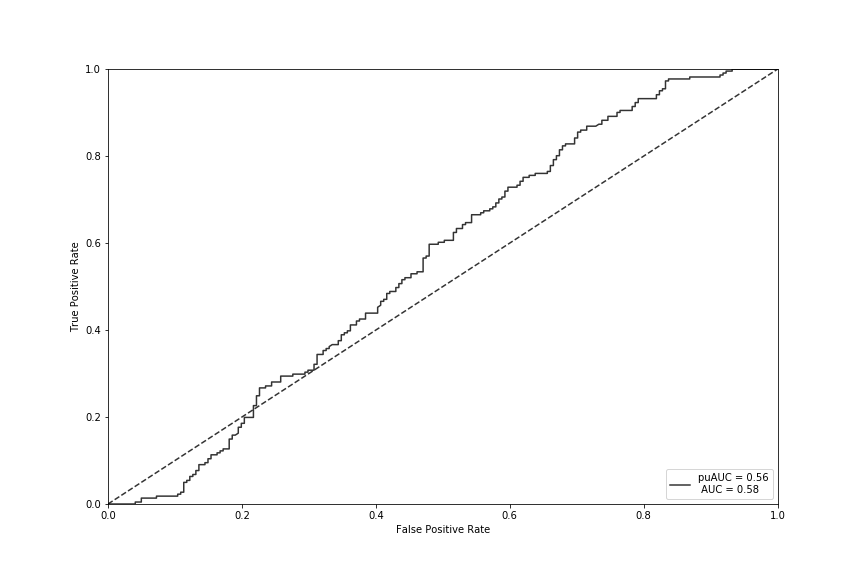 1.0
0.8
0.6
0.4
0.2
0.0
True Positive Rate
0.0 0.2 0.4 0.6 0.8 1.0
False Positive Rate
puAUC = 0.56
AUC = 0.58